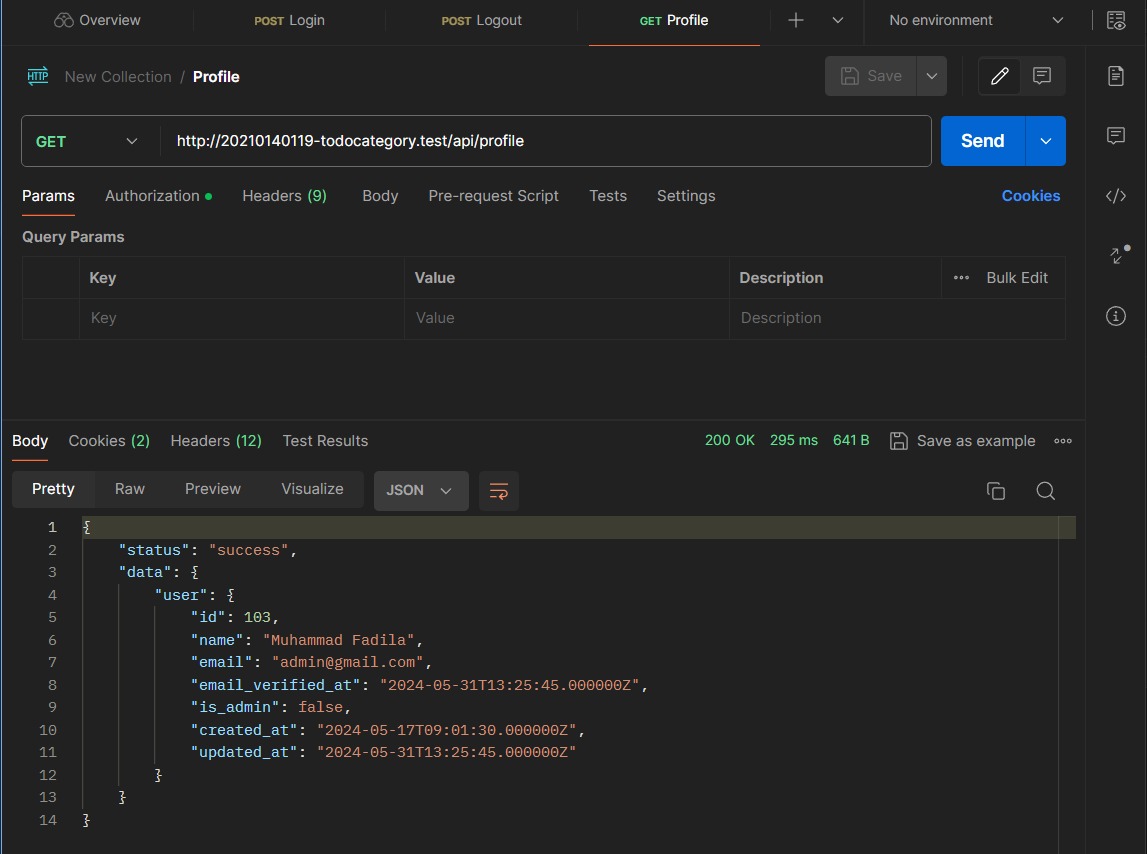 Overview POST Login POST Logout GET Profile No environment
HTTP New Collection / Profile Save
GET http://20210140119-todocategory.test/api/profile Send
Params Authorization Headers (9) Body Pre-request Script Tests Settings Cookies
Query Params
Key Value Description Bulk Edit
Key Value Description
Body Cookies (2) Headers (12) Test Results 200 OK 295 ms 641 B Save as example
Pretty Raw Preview Visualize JSON
1 {
2 "status": "success",
3 "data": {
4 "user": {
5 "id": 103,
6 "name": "Muhammad Fadila",
7 "email": "admin@gmail.com",
8 "email_verified_at": "2024-05-31T13:25:45.000000Z",
9 "is_admin": false,
10 "created_at": "2024-05-17T09:01:30.000000Z",
11 "updated_at": "2024-05-31T13:25:45.000000Z"
12 }
13 }
14 }